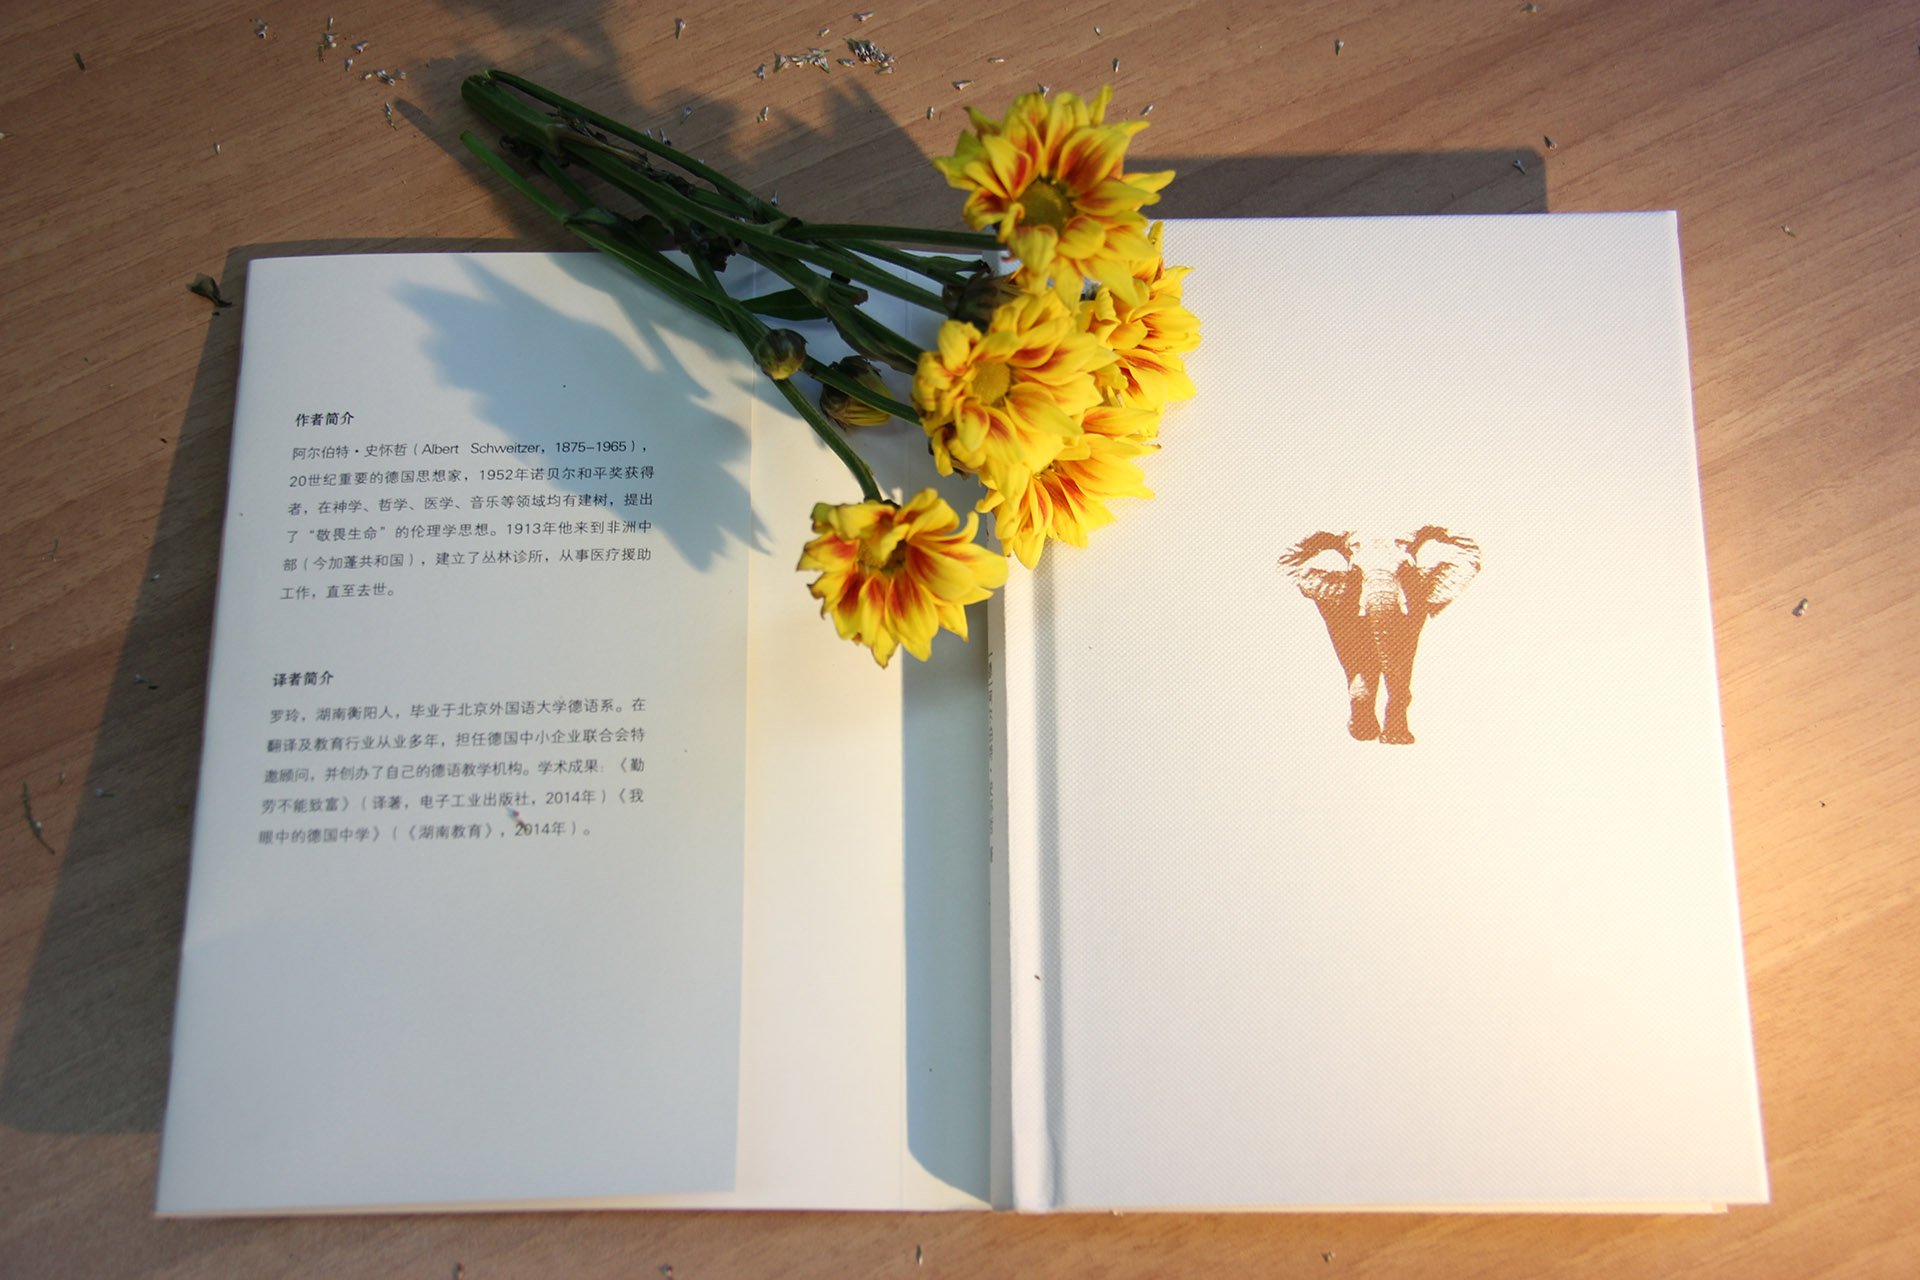 作者简介
阿尔伯特·史怀哲（Albert Schweitzer，1875-1965），
20世纪重要的德国思想家，1952年诺贝尔和平奖获得
者，在神学、哲学、医学、音乐等领域均有建树，提出
了“敬畏生命”的伦理学思想。1913年他来到非洲中
部（今加蓬共和国），建立了丛林诊所，从事医疗援助
工作，直至去世。
译者简介
罗玲，湖南衡阳人，毕业于北京外国语大学德语系。在
翻译及教育行业从业多年，担任德国中小企业联合会特
邀顾问，并创办了自己的德语教学机构。学术成果：《勤
劳不能致富》（译著，电子工业出版社，2014年）《我
眼中的德国中学》（《湖南教育》，2014年）。